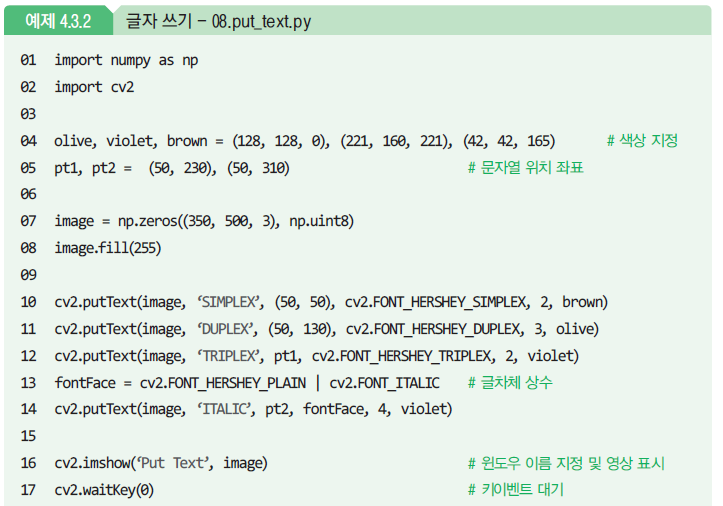 예제 4.3.2 글자 쓰기 - 08.put_text.py
01 import numpy as np
02 import cv2
03
04 olive, violet, brown = (128, 128, 0), (221, 160, 221), (42, 42, 165) # 색상 지정
05 pt1, pt2 = (50, 230), (50, 310) # 문자열 위치 좌표
06
07 image = np.zeros((350, 500, 3), np.uint8)
08 image.fill(255)
09
10 cv2.putText(image, ‘SIMPLEX’, (50, 50), cv2.FONT_HERSHEY_SIMPLEX, 2, brown)
11 cv2.putText(image, ‘DUPLEX’, (50, 130), cv2.FONT_HERSHEY_DUPLEX, 3, olive)
12 cv2.putText(image, ‘TRIPLEX’, pt1, cv2.FONT_HERSHEY_TRIPLEX, 2, violet)
13 fontFace = cv2.FONT_HERSHEY_PLAIN | cv2.FONT_ITALIC # 글차체 상수
14 cv2.putText(image, ‘ITALIC’, pt2, fontFace, 4, violet)
15
16 cv2.imshow(‘Put Text’, image) # 윈도우 이름 지정 및 영상 표시
17 cv2.waitKey(0) # 키이벤트 대기